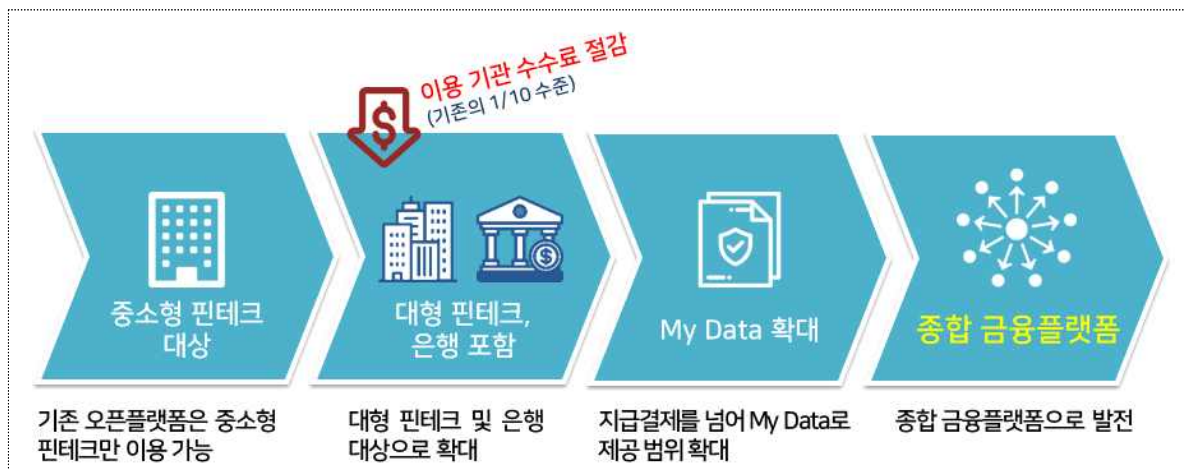 이용 기관 수수료 절감
(기존의 1/10 수준)
중소형 핀테크
대상
대형 핀테크,
은행 포함
My Data 확대
종합 금융플랫폼
기존 오픈플랫폼은 중소형
핀테크만 이용 가능
대형 핀테크 및 은행
대상으로 확대
지급결제를 넘어 My Data로
제공 범위 확대
종합 금융플랫폼으로 발전